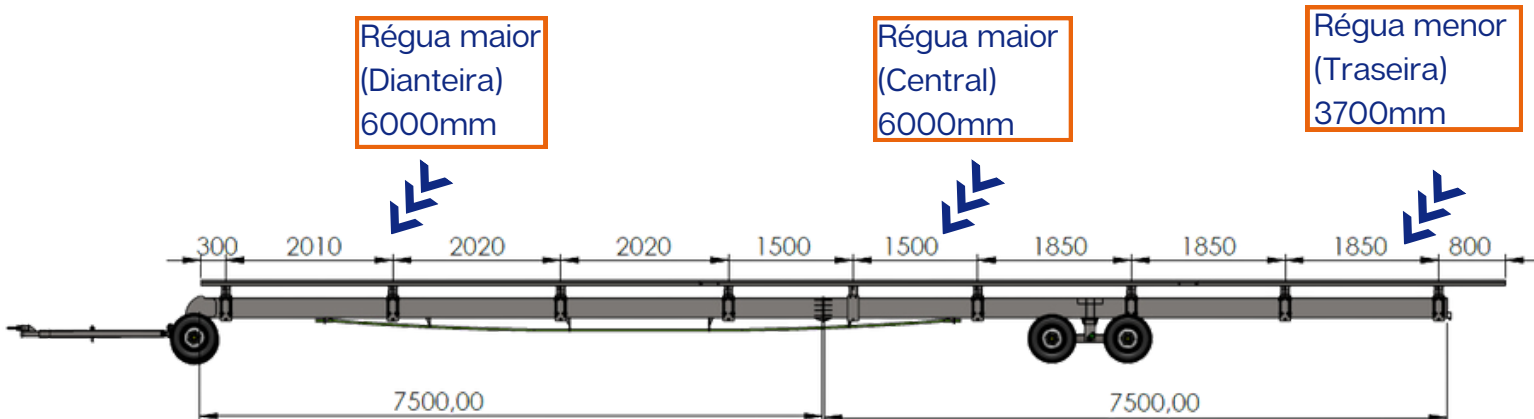 Régua maior
(Dianteira)
6000mm
Régua maior
(Central)
6000mm
Régua menor
(Traseira)
3700mm
300 2010 2020 2020 1500 1500 1850 1850 1850 800
7500,00 7500,00